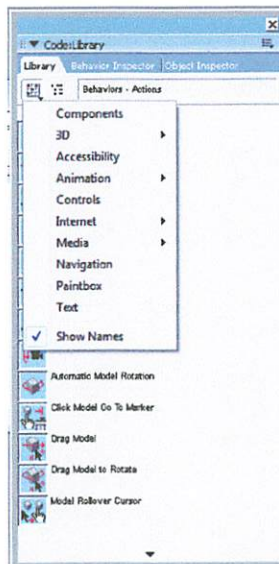 Code: Library
Library Behavior Inspector Object Inspector
Behaviors - Actions
Components
3D
Accessibility
Animation
Controls
Internet
Media
Navigation
Paintbox
Text
Show Names
Automatic Model Rotation
Click Model Go To Marker
Drag Model
Drag Model to Rotate
Model Rollover Cursor